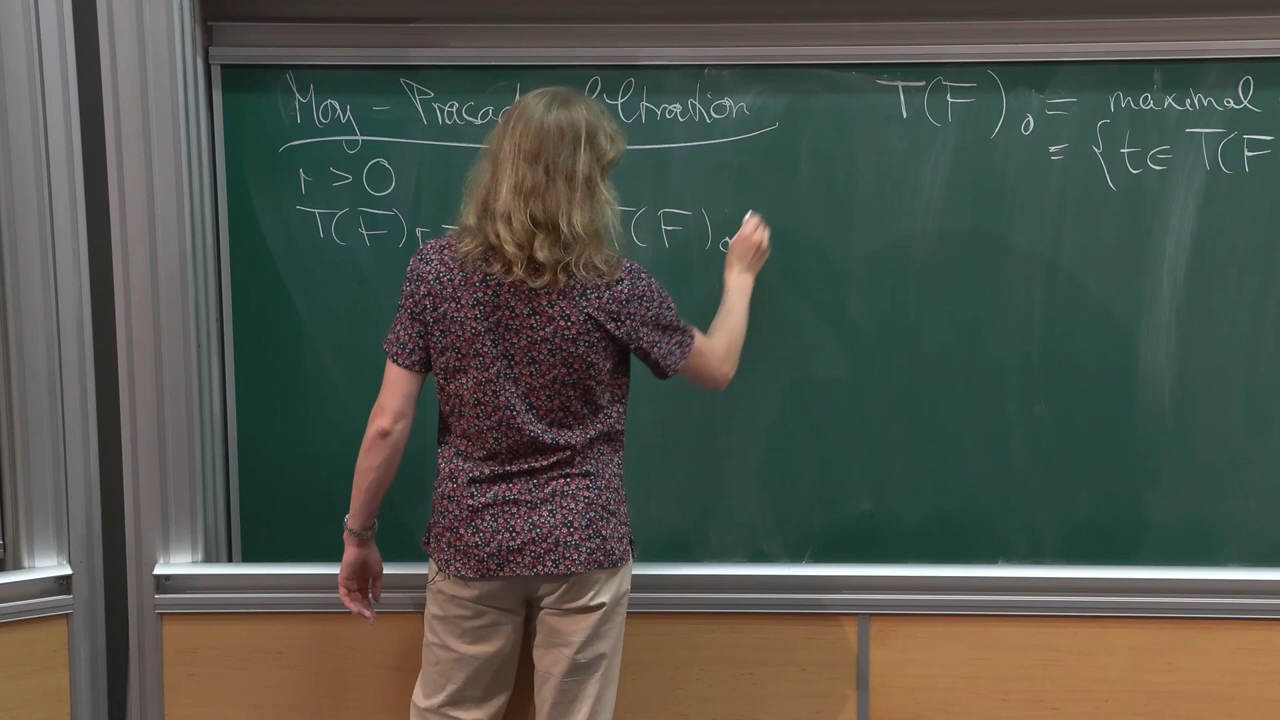 Moy – Prasad filtration
r > 0
T(F)r = T(F)0
T(F)0 = maximal
= {t ∈ T(F